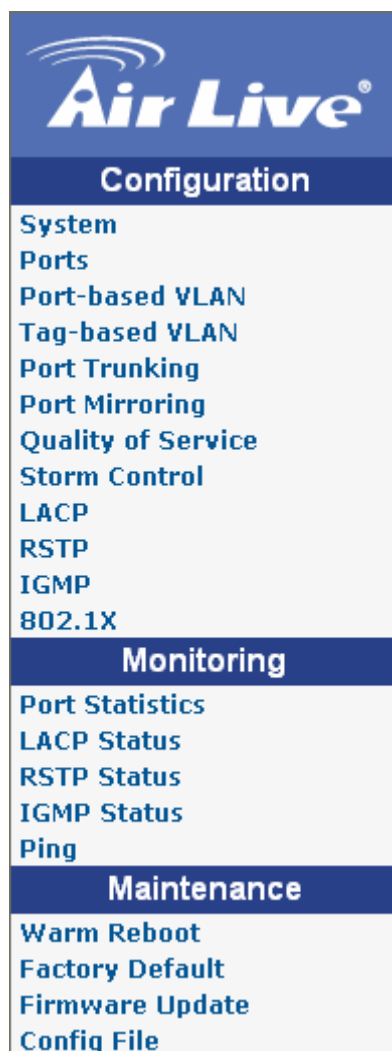 Air Live®
Configuration
System
Ports
Port-based VLAN
Tag-based VLAN
Port Trunking
Port Mirroring
Quality of Service
Storm Control
LACP
RSTP
IGMP
802.1X
Monitoring
Port Statistics
LACP Status
RSTP Status
IGMP Status
Ping
Maintenance
Warm Reboot
Factory Default
Firmware Update
Config File